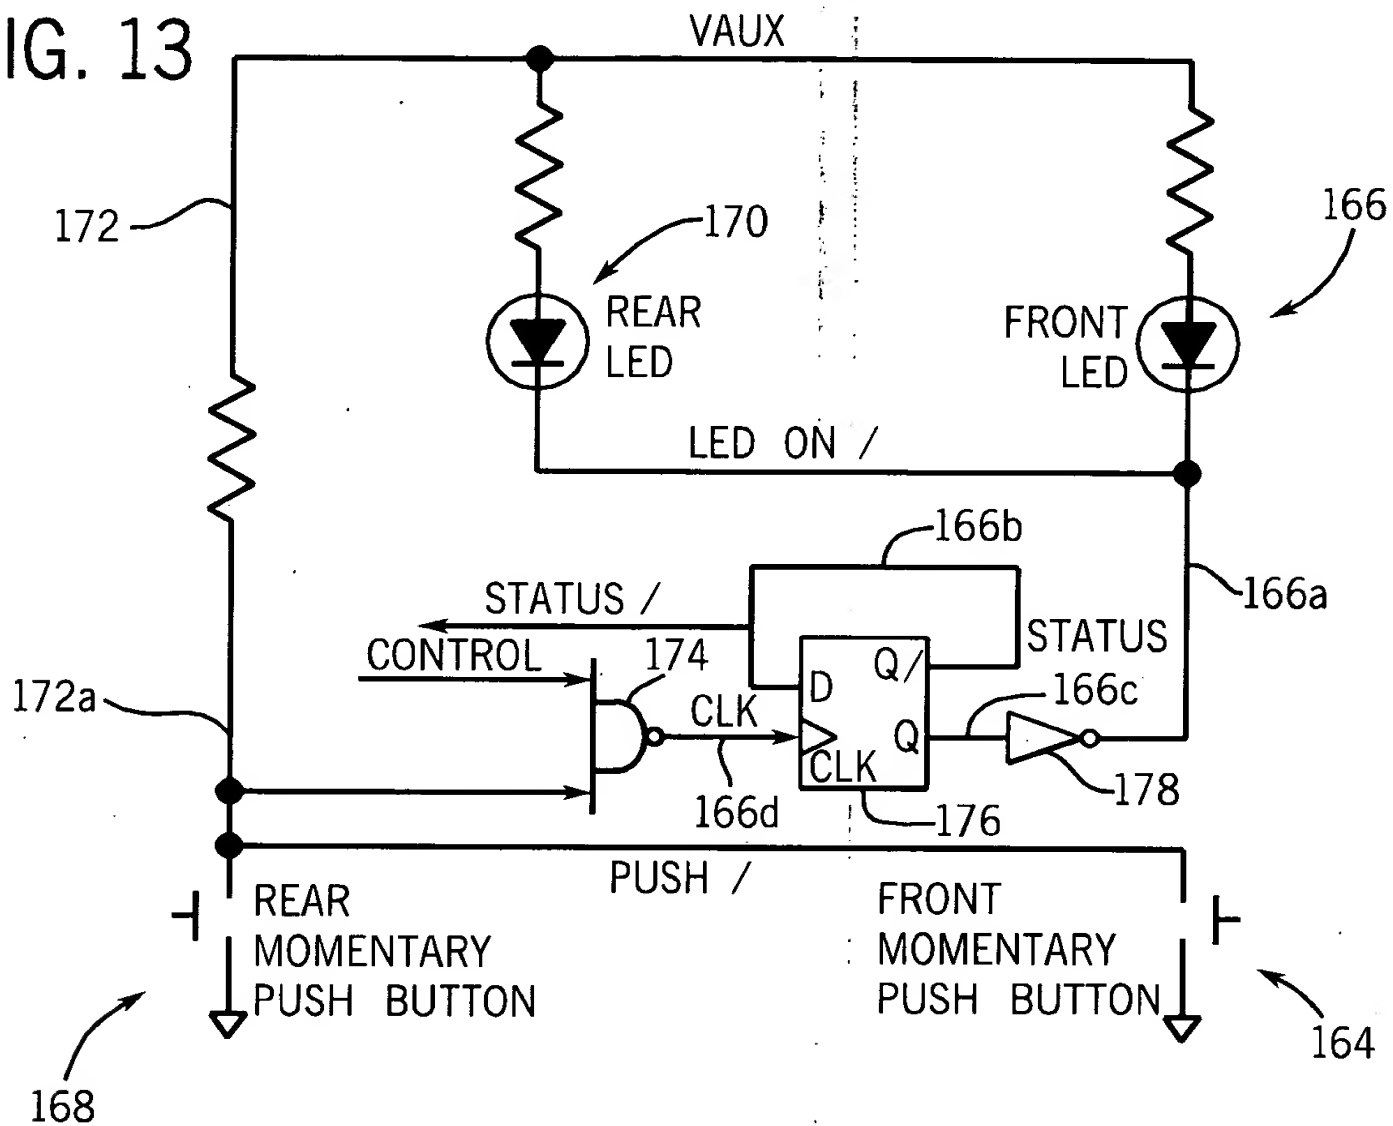 IG. 13
VAUX
172
170
166
REAR
LED
FRONT
LED
LED ON /
166b
166a
STATUS /
STATUS
CONTROL
174
172a
CLK
D
Q/
Q
CLK
166c
178
166d
176
PUSH /
REAR
MOMENTARY
PUSH BUTTON
FRONT
MOMENTARY
PUSH BUTTON
164
168